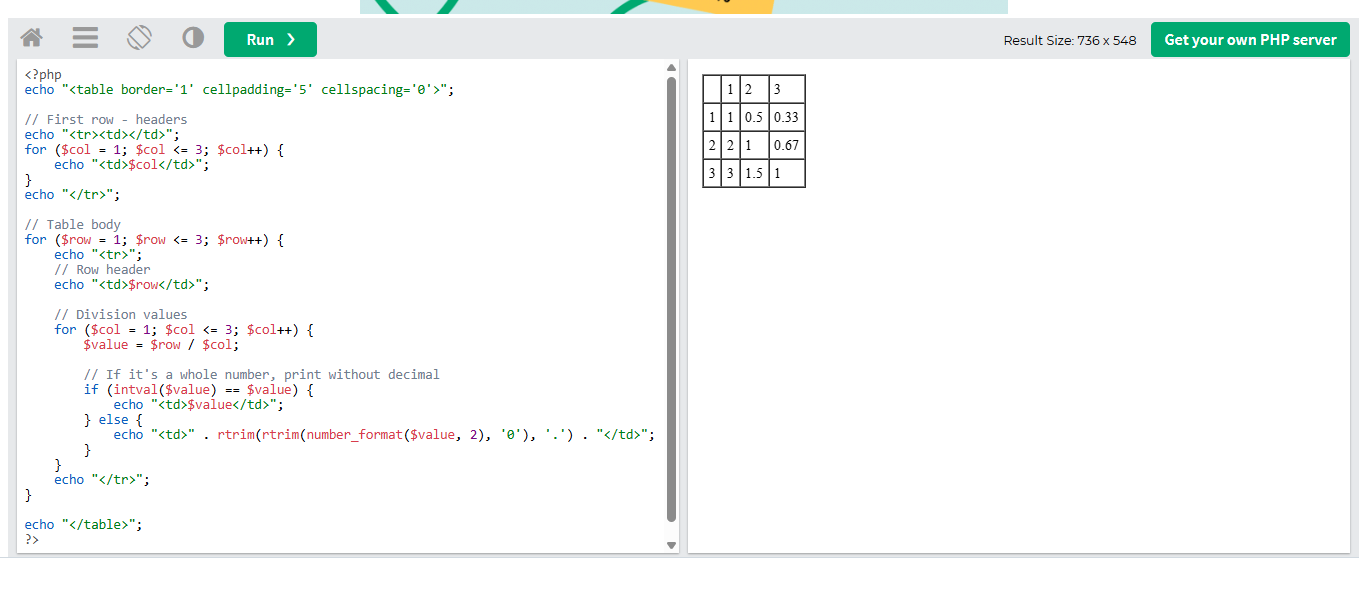 Run ❯
Result Size: 736 x 548
Get your own PHP server
<?php
echo "<table border='1' cellpadding='5' cellspacing='0'>";

// First row - headers
echo "<tr><td></td>";
for ($col = 1; $col <= 3; $col++) {
    echo "<td>$col</td>";
}
echo "</tr>";

// Table body
for ($row = 1; $row <= 3; $row++) {
    echo "<tr>";
    // Row header
    echo "<td>$row</td>";

    // Division values
    for ($col = 1; $col <= 3; $col++) {
        $value = $row / $col;

        // If it's a whole number, print without decimal
        if (intval($value) == $value) {
            echo "<td>$value</td>";
        } else {
            echo "<td>" . rtrim(rtrim(number_format($value, 2), '0'), '.') . "</td>";
        }
    }
    echo "</tr>";
}

echo "</table>";
?>
1 2 3
1 1 0.5 0.33
2 2 1 0.67
3 3 1.5 1